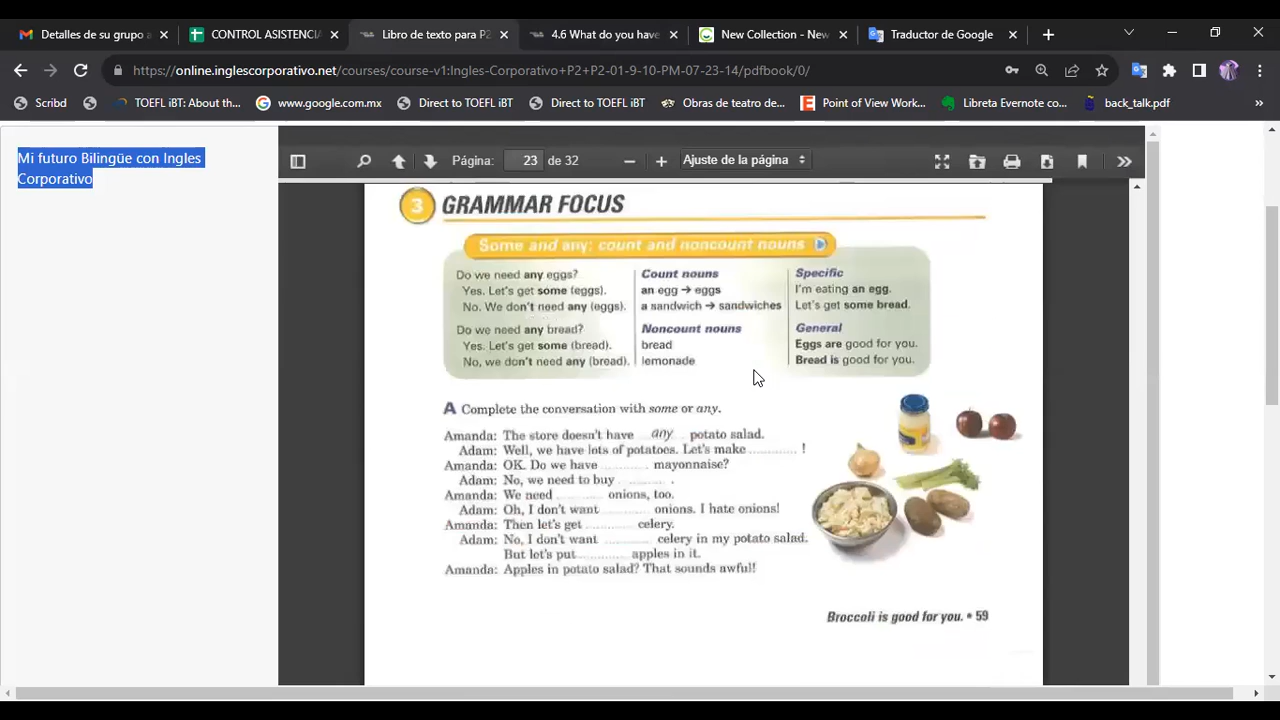 Detalles de su grupo a
CONTROL ASISTENCIA
Libro de texto para P2
4.6 What do you have
New Collection - New
Traductor de Google
https://online.inglescorporativo.net/courses/course-v1:Ingles-Corporativo+P2+P2-01-9-10-PM-07-23-14/pdfbook/0/
Scribd
TOEFL iBT: About th...
www.google.com.mx
Direct to TOEFL iBT
Direct to TOEFL iBT
Obras de teatro de...
Point of View Work...
Libreta Evernote co...
back_talk.pdf
»
Mi futuro Bilingüe con Ingles
Corporativo
Página: 23 de 32
Ajuste de la página
3 GRAMMAR FOCUS
Some and any; count and noncount nouns
Do we need any eggs?
Yes. Let's get some (eggs).
No. We don't need any (eggs).
Do we need any bread?
Yes. Let's get some (bread).
No, we don't need any (bread).
Count nouns
an egg → eggs
a sandwich → sandwiches
Noncount nouns
bread
lemonade
Specific
I'm eating an egg.
Let's get some bread.
General
Eggs are good for you.
Bread is good for you.
A Complete the conversation with some or any.
Amanda: The store doesn't have any potato salad.
Adam: Well, we have lots of potatoes. Let's make ............ !
Amanda: OK. Do we have ............ mayonnaise?
Adam: No, we need to buy ............ .
Amanda: We need ............ onions, too.
Adam: Oh, I don't want ............ onions. I hate onions!
Amanda: Then let's get ............ celery.
Adam: No, I don't want ............ celery in my potato salad.
But let's put ............ apples in it.
Amanda: Apples in potato salad? That sounds awful!
Broccoli is good for you. • 59